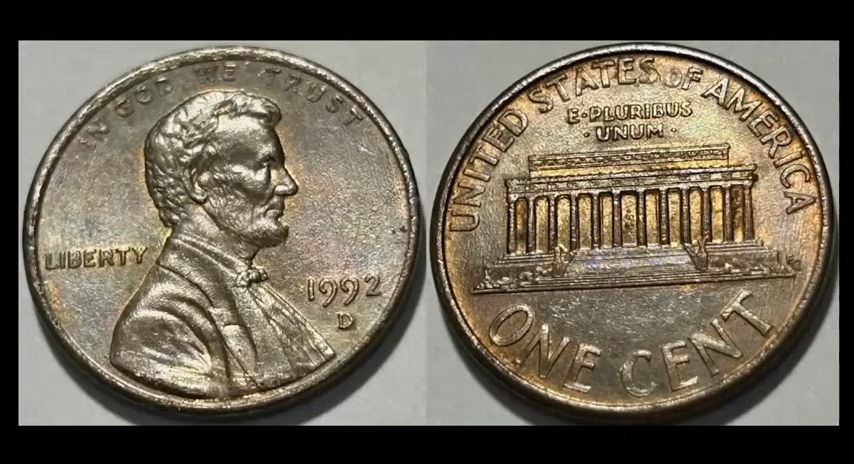 IN GOD WE TRUST
LIBERTY
1992
D
UNITED STATES OF AMERICA
E·PLURIBUS
·UNUM·
ONE CENT